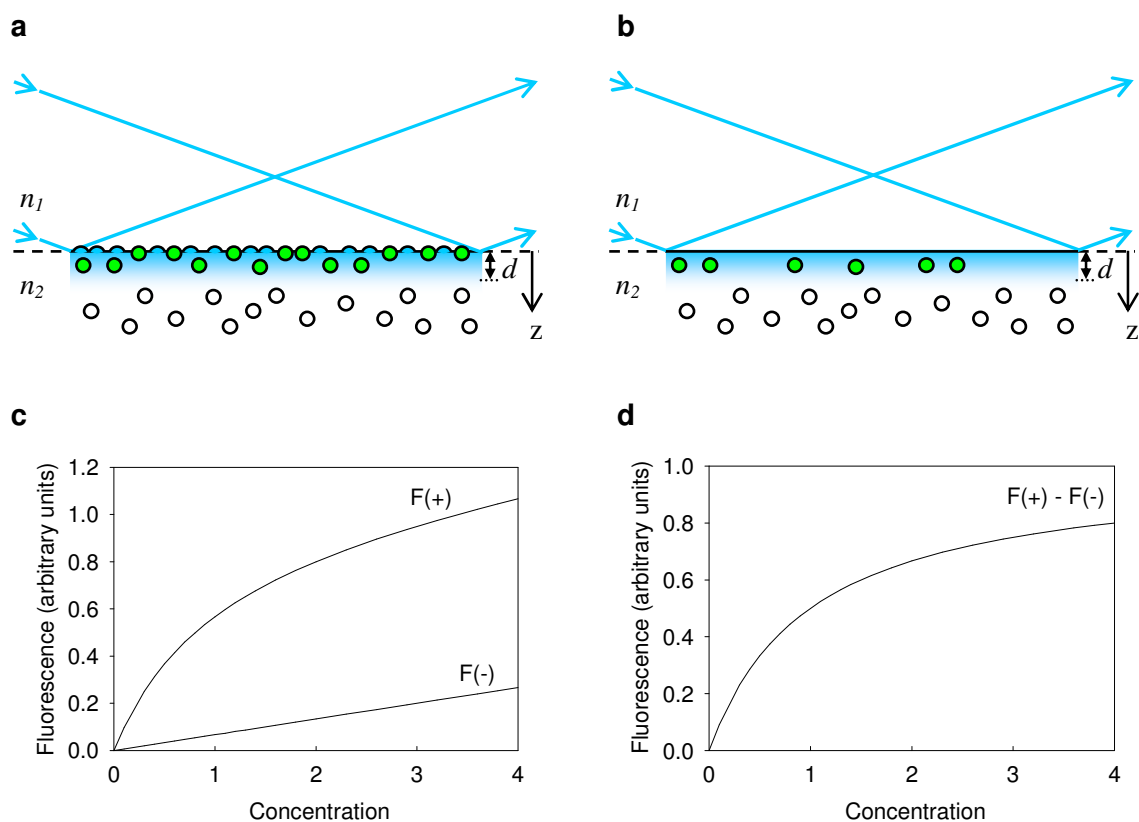 a
n1
n2
d
z
b
n1
n2
d
z
c
Fluorescence (arbitrary units)
1.2
1.0
0.8
0.6
0.4
0.2
0.0
F(+)
F(-)
0 1 2 3 4
Concentration
d
Fluorescence (arbitrary units)
1.0
0.8
0.6
0.4
0.2
0.0
F(+) - F(-)
0 1 2 3 4
Concentration